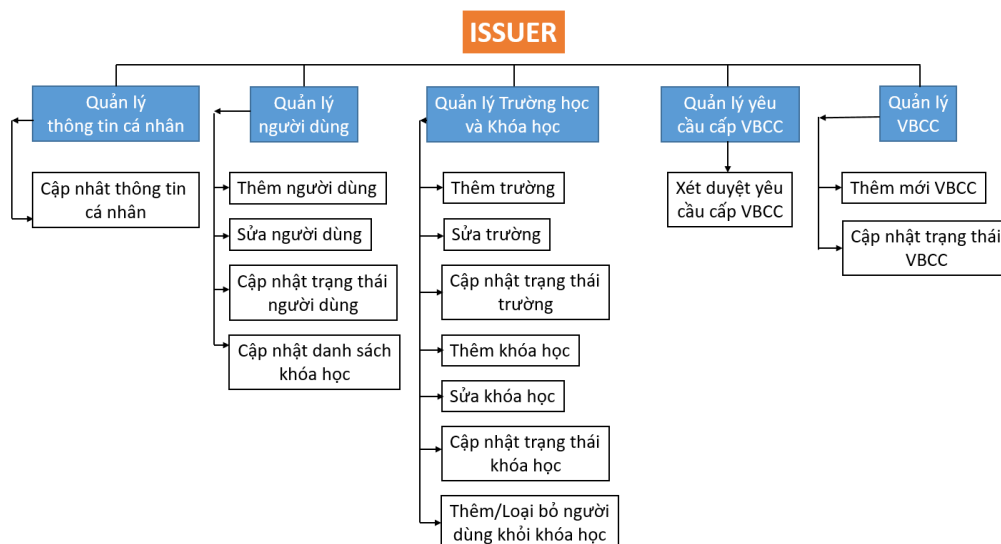 ISSUER
Quản lý
thông tin cá nhân
Cập nhât thông tin
cá nhân
Quản lý
người dùng
Thêm người dùng
Sửa người dùng
Cập nhật trạng thái
người dùng
Cập nhật danh sách
khóa học
Quản lý Trường học
và Khóa học
Thêm trường
Sửa trường
Cập nhật trạng thái
trường
Thêm khóa học
Sửa khóa học
Cập nhật trạng thái
khóa học
Thêm/Loại bỏ người
dùng khỏi khóa học
Quản lý yêu
cầu cấp VBCC
Xét duyệt yêu
cầu cấp VBCC
Quản lý
VBCC
Thêm mới VBCC
Cập nhật trạng thái
VBCC